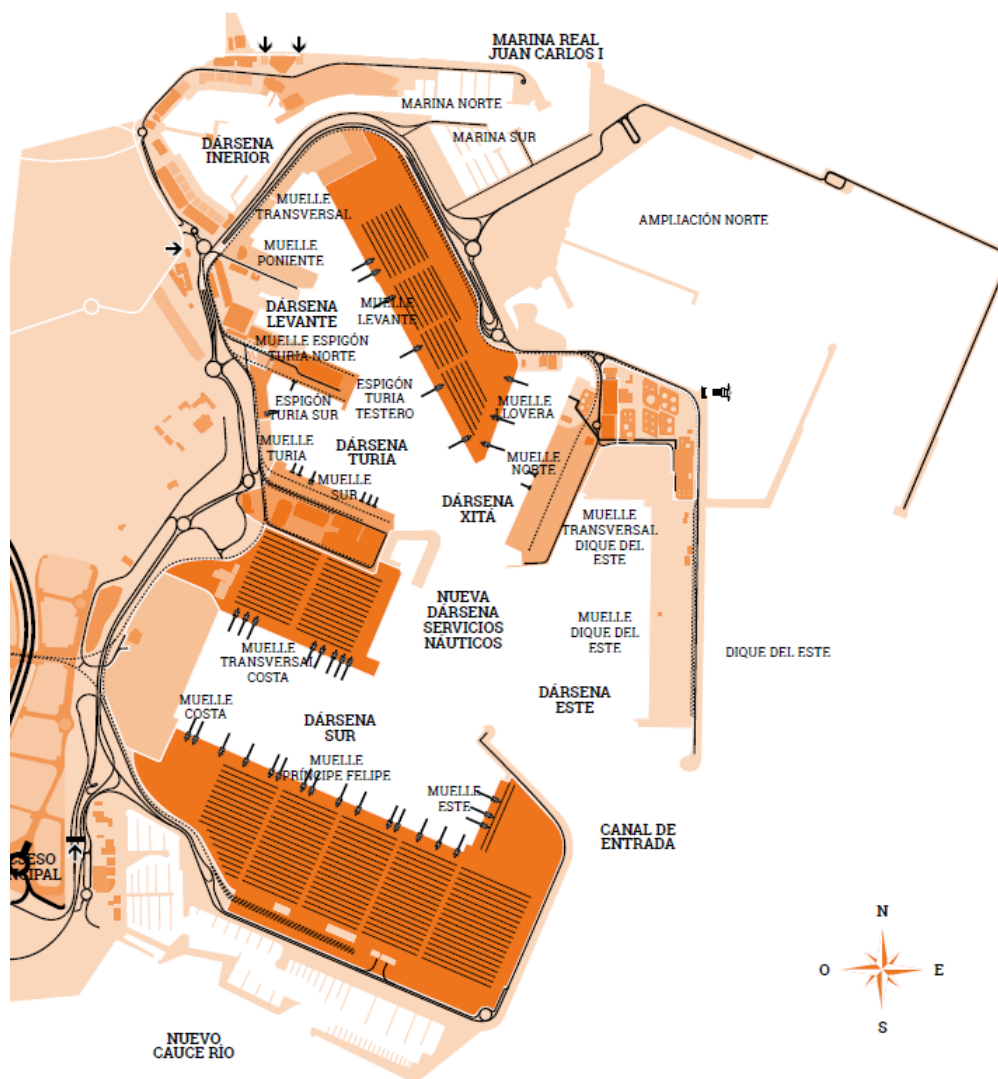 MARINA REAL
JUAN CARLOS I
MARINA NORTE
MARINA SUR
DÁRSENA
INERIOR
MUELLE
TRANSVERSAL
AMPLIACIÓN NORTE
MUELLE
PONIENTE
DÁRSENA
LEVANTE
MUELLE
LEVANTE
MUELLE ESPIGÓN
TURIA NORTE
ESPIGÓN
TURIA SUR
ESPIGÓN
TURIA
TESTERO
MUELLE
LLOVERA
MUELLE
TURIA
DÁRSENA
TURIA
MUELLE
NORTE
MUELLE
SUR
DÁRSENA
XITÁ
MUELLE
TRANSVERSAL
DIQUE DEL
ESTE
NUEVA
DÁRSENA
SERVICIOS
NÁUTICOS
MUELLE
DIQUE DEL
ESTE
DIQUE DEL ESTE
MUELLE
TRANSVERSAL
COSTA
MUELLE
COSTA
DÁRSENA
SUR
DÁRSENA
ESTE
MUELLE
PRÍNCIPE FELIPE
MUELLE
ESTE
CANAL DE
ENTRADA
NUEVO
CAUCE RÍO
N
O
E
S